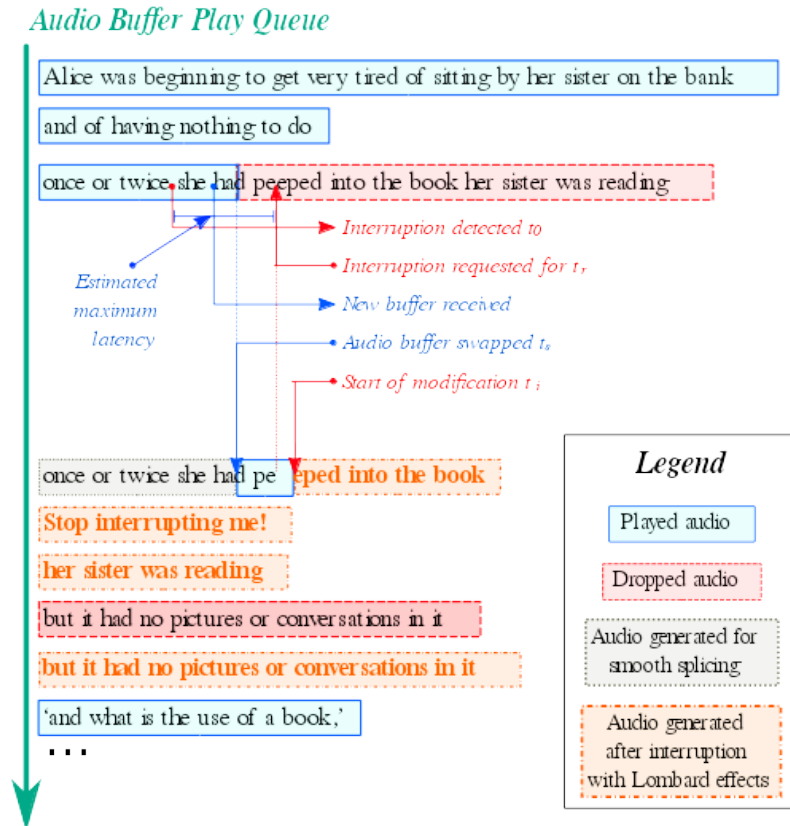 Audio Buffer Play Queue
Alice was beginning to get very tired of sitting by her sister on the bank
and of having nothing to do
once or twice she had peeped into the book her sister was reading
Interruption detected t0
Interruption requested for tr
Estimated
maximum
latency
New buffer received
Audio buffer swapped ts
Start of modification ti
once or twice she had pe eped into the book
Stop interrupting me!
her sister was reading
but it had no pictures or conversations in it
but it had no pictures or conversations in it
‘and what is the use of a book,’
...
Legend
Played audio
Dropped audio
Audio generated for
smooth splicing
Audio generated
after interruption
with Lombard effects